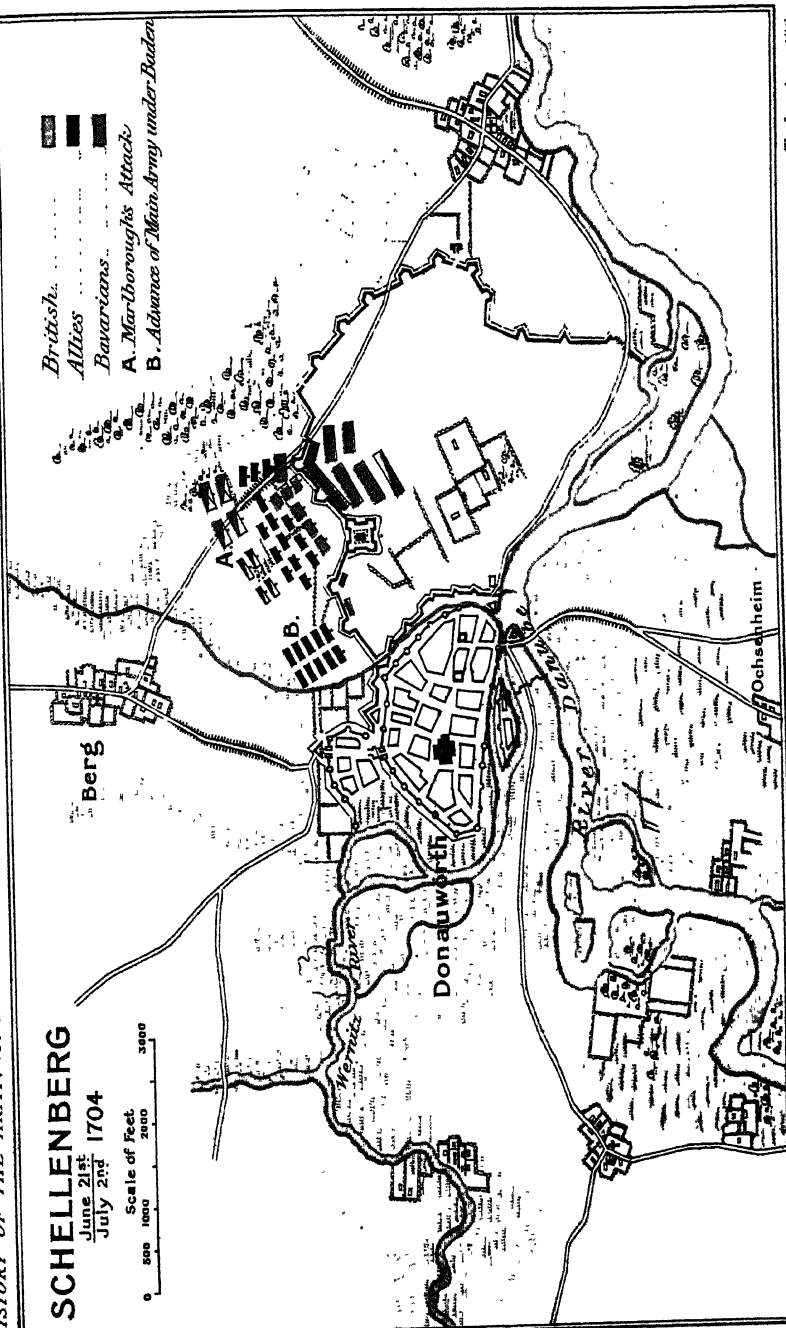 SCHELLENBERG
June 21st
July 2nd 1704
Scale of Feet
0 500 1000 2000 3000
British
Allies
Bavarians
A. Marlborough's Attack
B. Advance of Main Army under Baden
Berg
A.
B.
Wernitz River
Donauwörth
River Danube
Ochsenheim